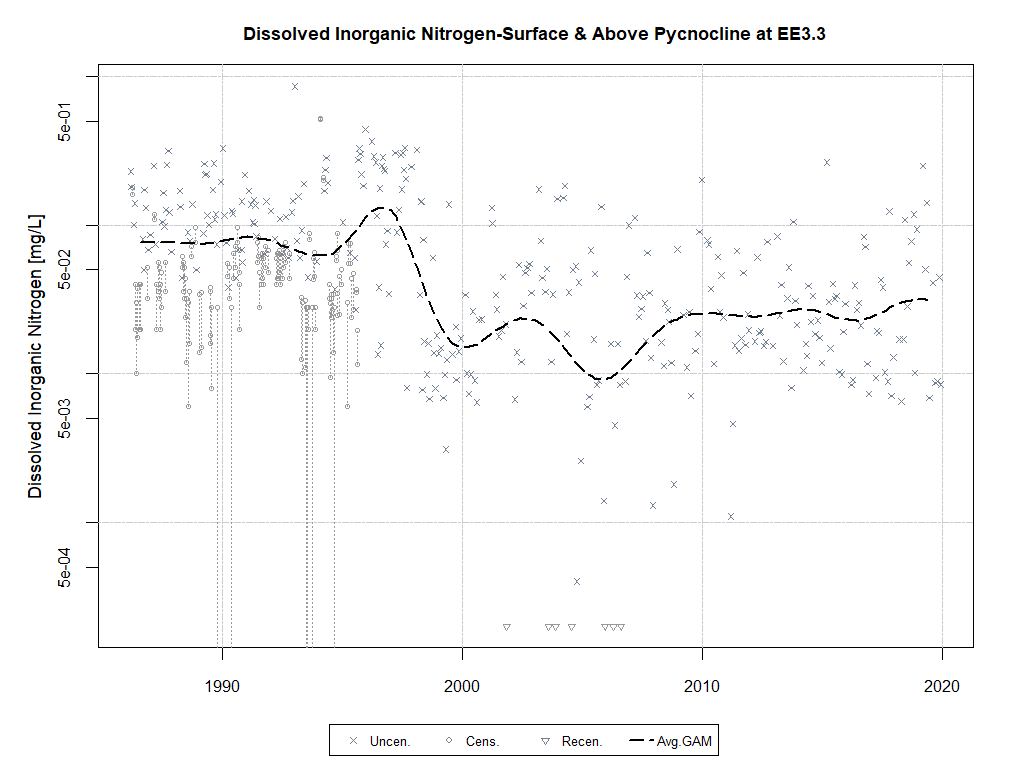 Dissolved Inorganic Nitrogen-Surface & Above Pycnocline at EE3.3
Dissolved Inorganic Nitrogen [mg/L]
5e-01
5e-02
5e-03
5e-04
1990 2000 2010 2020
Uncen. Cens. Recen. Avg.GAM